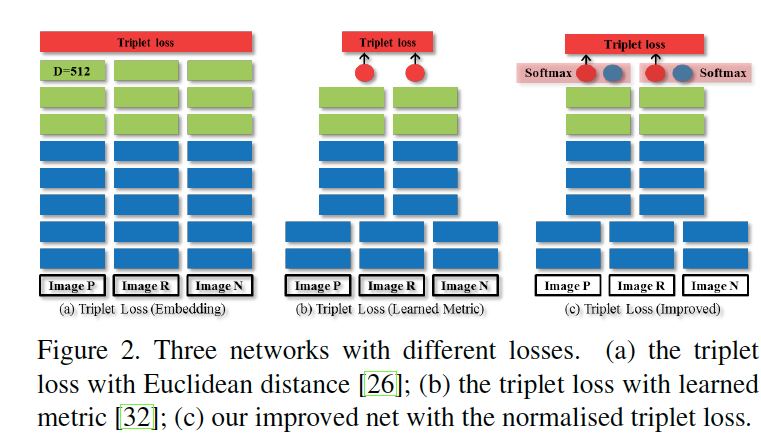 Triplet loss
Triplet loss
Triplet loss
D=512
Softmax
Softmax
Image P
Image R
Image N
Image P
Image R
Image N
Image P
Image R
Image N
(a) Triplet Loss (Embedding)
(b) Triplet Loss (Learned Metric)
(c) Triplet Loss (Improved)
Figure 2. Three networks with different losses. (a) the triplet
loss with Euclidean distance [26]; (b) the triplet loss with learned
metric [32]; (c) our improved net with the normalised triplet loss.